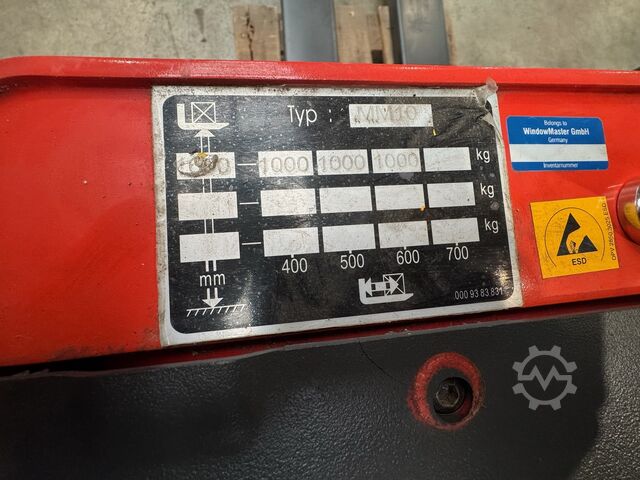 Typ : MM10
1000 1000 1000 kg
kg
kg
mm 400 500 600 700
000 93 83 831
Belongs to
WindowMaster GmbH
Germany
Inventarnummer
ESD